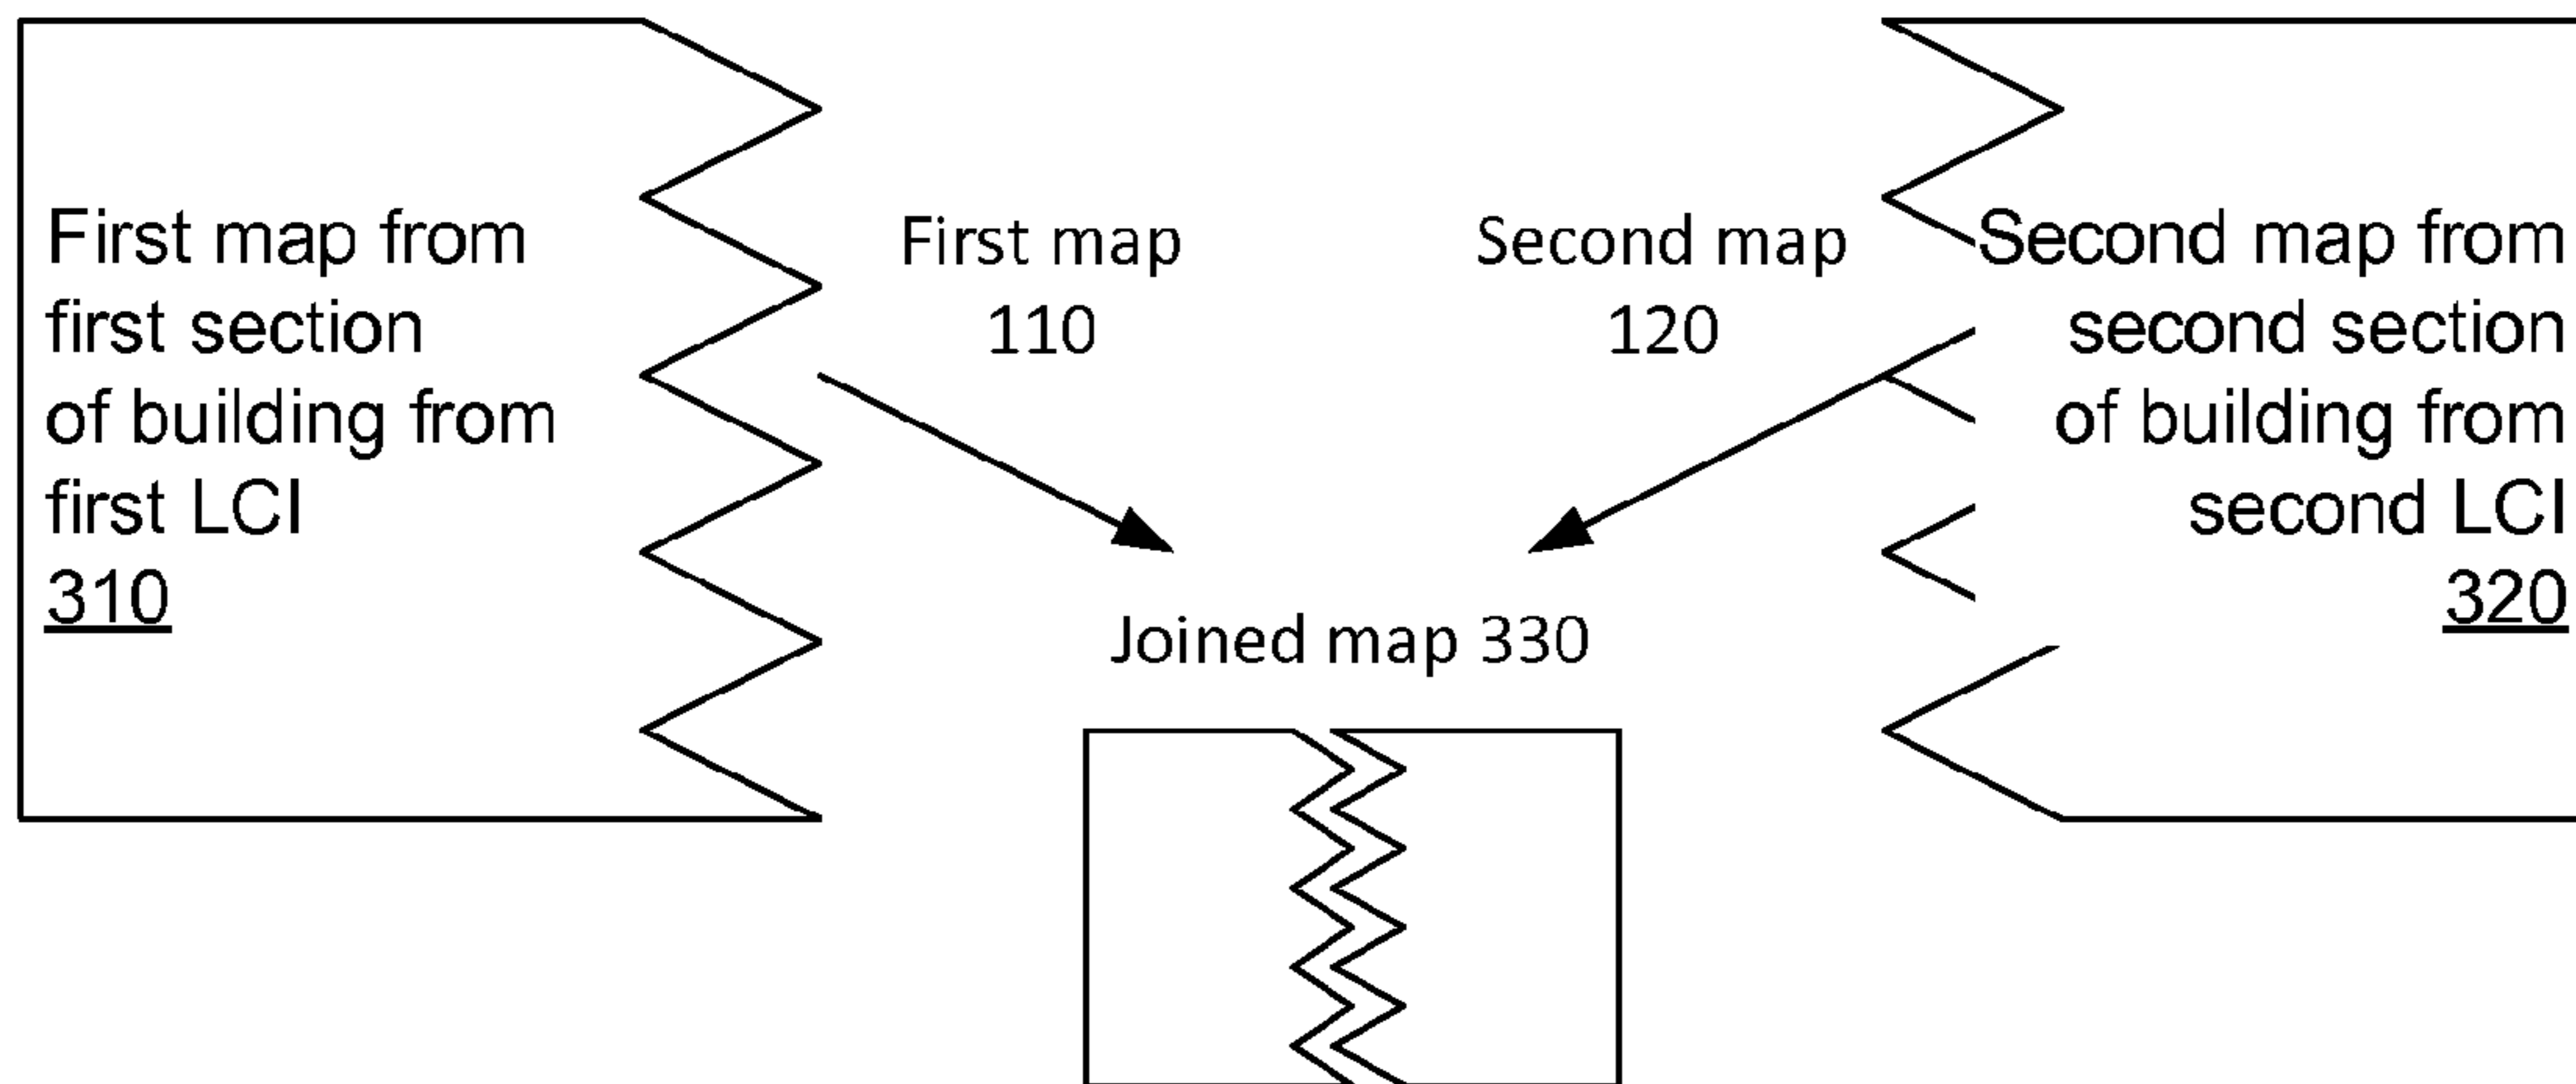 First map from
first section
of building from
first LCI
310
First map
110
Second map
120
Second map from
second section
of building from
second LCI
320
Joined map 330